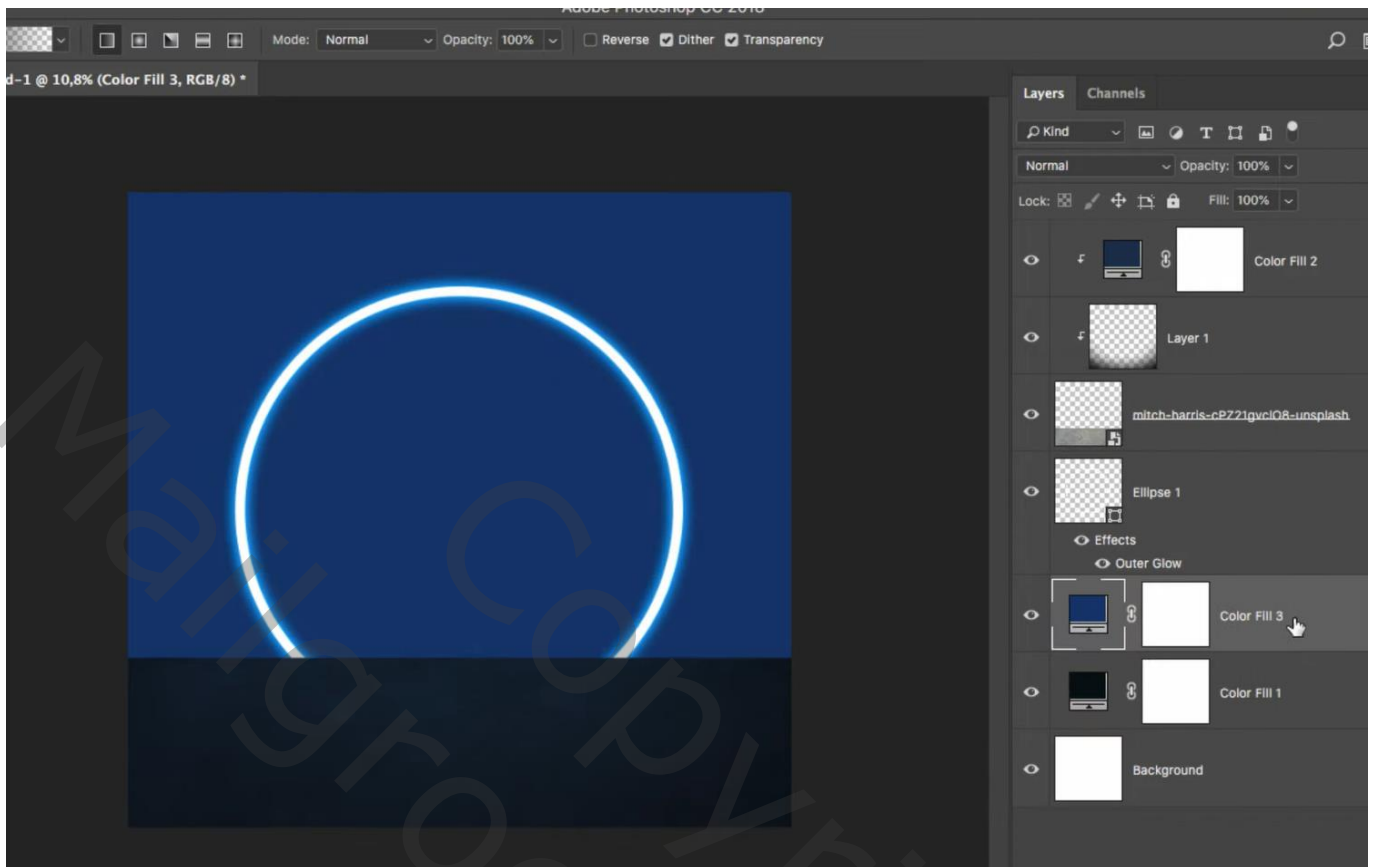 Adobe Photoshop CC 2018
Mode: Normal Opacity: 100% Reverse Dither Transparency
d-1 @ 10,8% (Color Fill 3, RGB/8) *
Layers Channels
Kind
Normal Opacity: 100%
Lock: Fill: 100%
Color Fill 2
Layer 1
mitch-harris-cPZ21gvclO8-unsplash
Ellipse 1
Effects
Outer Glow
Color Fill 3
Color Fill 1
Background